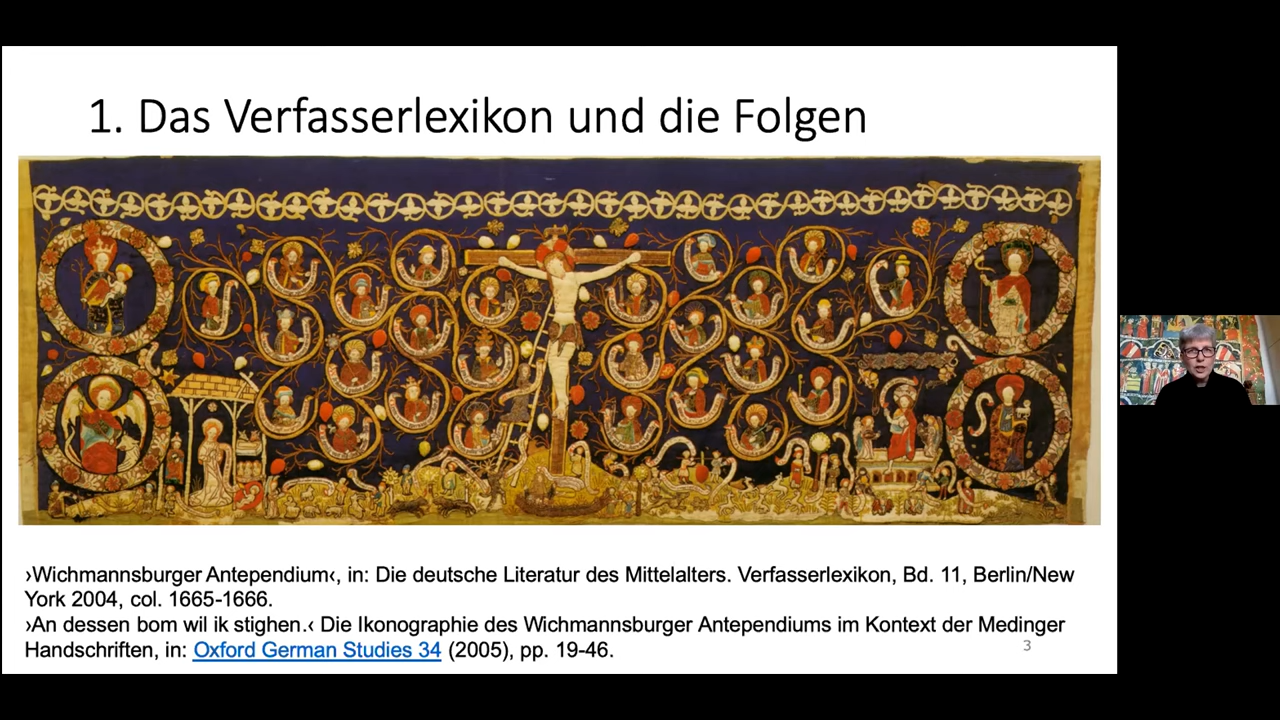 1. Das Verfasserlexikon und die Folgen
›Wichmannsburger Antependium‹, in: Die deutsche Literatur des Mittelalters. Verfasserlexikon, Bd. 11, Berlin/New
York 2004, col. 1665-1666.
›An dessen bom wil ik stighen.‹ Die Ikonographie des Wichmannsburger Antependiums im Kontext der Medinger
Handschriften, in: Oxford German Studies 34 (2005), pp. 19-46.
3